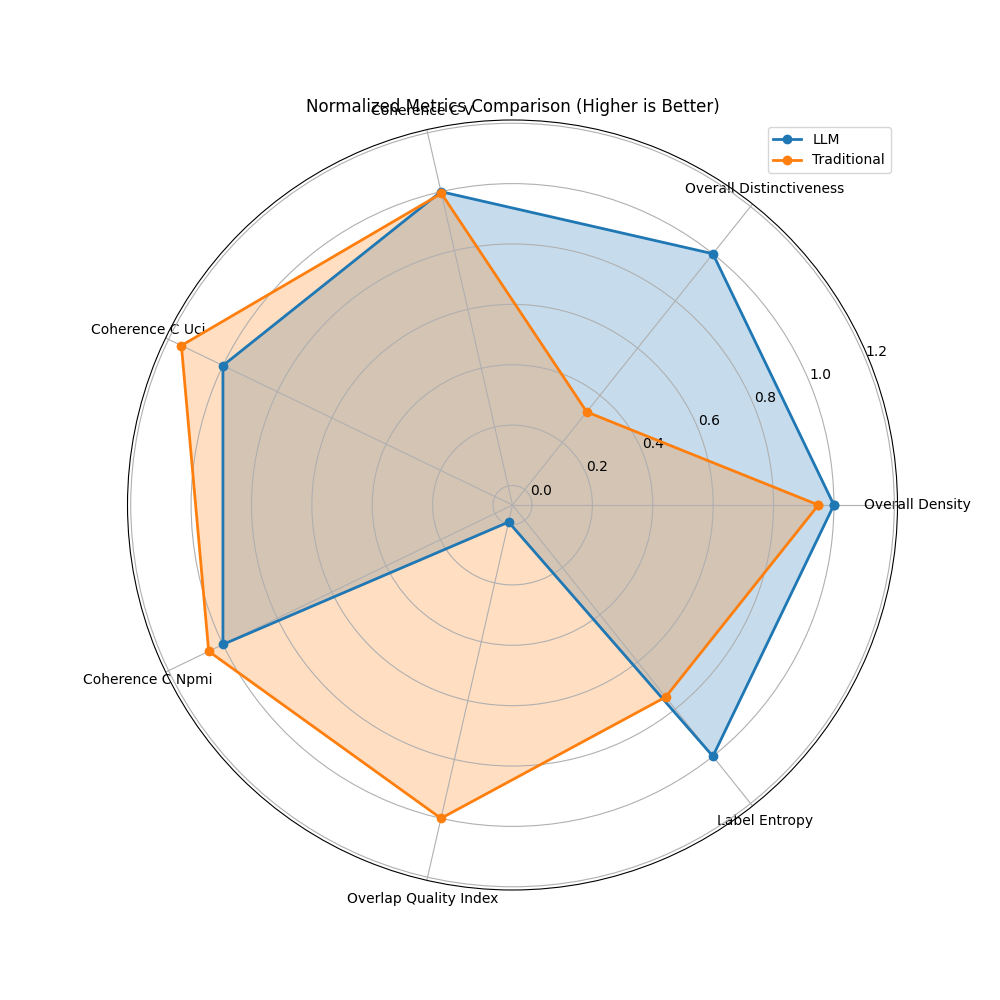 Normalized Metrics Comparison (Higher is Better)
Coherence C V
LLM
Traditional
Overall Distinctiveness
Coherence C Uci
1.2
1.0
0.8
0.6
0.4
0.2
0.0
Overall Density
Coherence C Npmi
Label Entropy
Overlap Quality Index